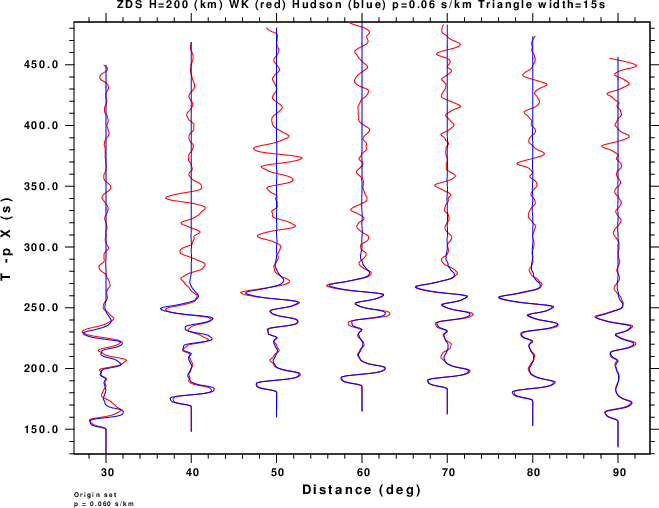 ZDS H=200 (km) WK (red) Hudson (blue) p=0.06 s/km Triangle width=15s
450.0
400.0
350.0
300.0
250.0
200.0
150.0
T -p X (s)
30 40 50 60 70 80 90
Distance (deg)
Origin set
p = 0.060 s/km